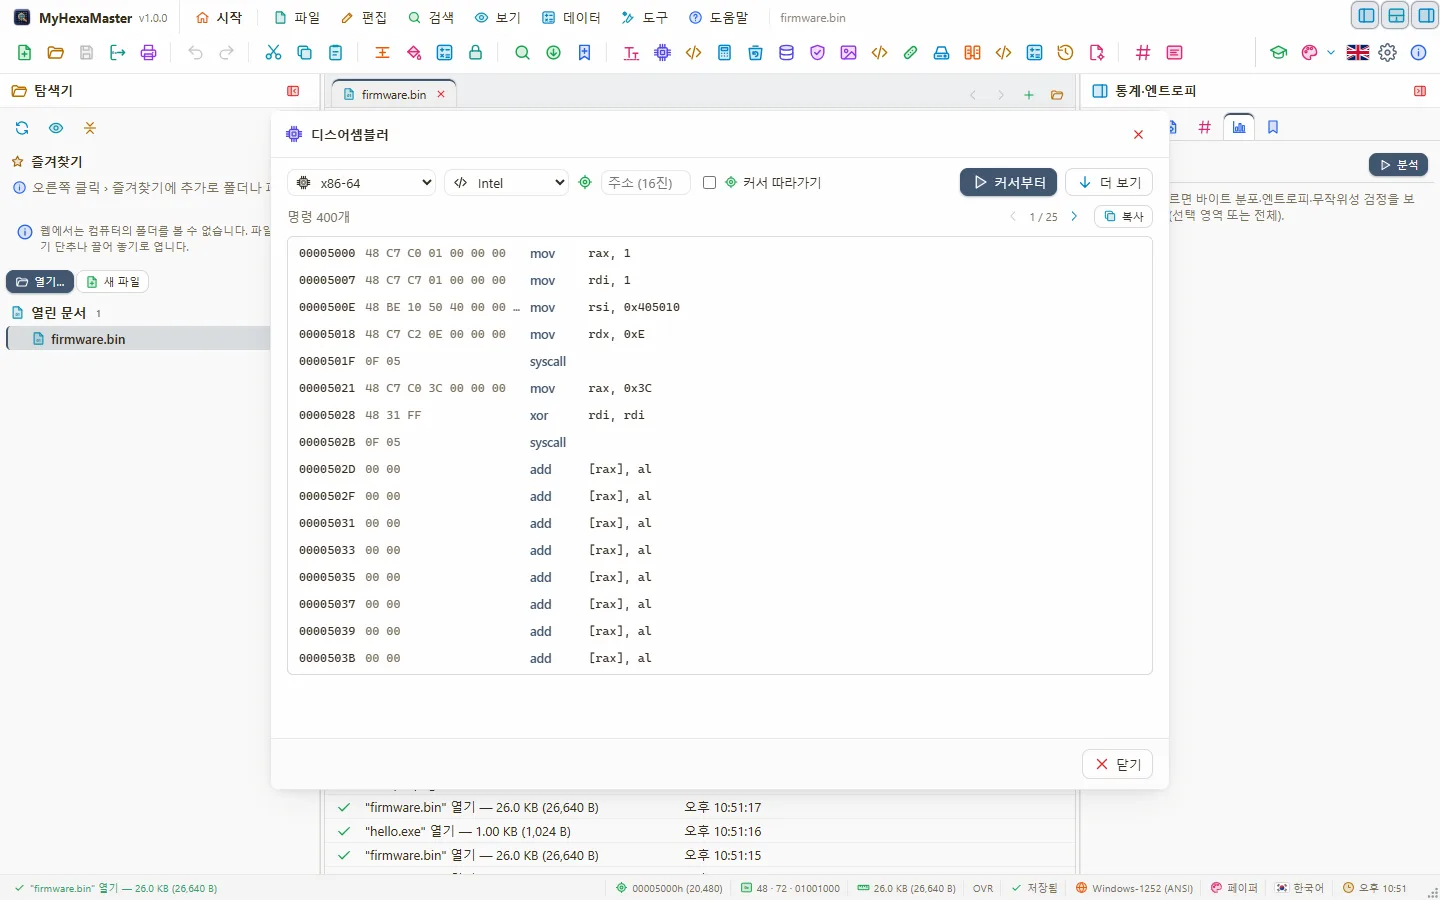 MyHexaMaster v1.0.0 시작 파일 편집 검색 보기 데이터 도구 도움말 firmware.bin
탐색기
firmware.bin
통계·엔트로피
디스어셈블러
즐겨찾기
오른쪽 클릭 › 즐겨찾기에 추가로 폴더나
웹에서는 컴퓨터의 폴더를 볼 수 없습니다. 파일
기 단추나 끌어 놓기로 엽니다.
열기... 새 파일
열린 문서 1
firmware.bin
x86-64 Intel 주소 (16진) 커서 따라가기 커서부터 더 보기
명령 400개 1 / 25 복사
00005000 48 C7 C0 01 00 00 00 mov rax, 1
00005007 48 C7 C7 01 00 00 00 mov rdi, 1
0000500E 48 BE 10 50 40 00 00 … mov rsi, 0x405010
00005018 48 C7 C2 0E 00 00 00 mov rdx, 0xE
0000501F 0F 05 syscall
00005021 48 C7 C0 3C 00 00 00 mov rax, 0x3C
00005028 48 31 FF xor rdi, rdi
0000502B 0F 05 syscall
0000502D 00 00 add [rax], al
0000502F 00 00 add [rax], al
00005031 00 00 add [rax], al
00005033 00 00 add [rax], al
00005035 00 00 add [rax], al
00005037 00 00 add [rax], al
00005039 00 00 add [rax], al
0000503B 00 00 add [rax], al
닫기
분석
르면 바이트 분포·엔트로피·무작위성 검정을 보
(선택 영역 또는 전체).
"firmware.bin" 열기 — 26.0 KB (26,640 B) 오후 10:51:17
"hello.exe" 열기 — 1.00 KB (1,024 B) 오후 10:51:16
"firmware.bin" 열기 — 26.0 KB (26,640 B) 오후 10:51:15
"firmware.bin" 열기 — 26.0 KB (26,640 B) 00005000h (20,480) 48 · 72 · 01001000 26.0 KB (26,640 B) OVR 저장됨 Windows-1252 (ANSI) 페이퍼 한국어 오후 10:51